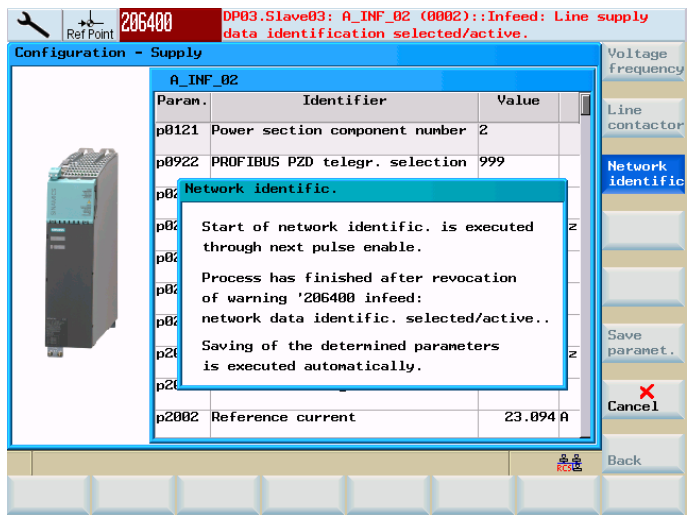 Ref Point
206400
DP03.Slave03: A_INF_02 (0002)::Infeed: Line supply
data identification selected/active.
Configuration - Supply
A_INF_02
Param. Identifier Value
p0121 Power section component number 2
p0922 PROFIBUS PZD telegr. selection 999
Network identific.
Start of network identific. is executed
through next pulse enable.
Process has finished after revocation
of warning '206400 infeed:
network data identific. selected/active..
Saving of the determined parameters
is executed automatically.
p2002 Reference current 23.094 A
Voltage
frequency
Line
contactor
Network
identific
Save
paramet.
Cancel
Back
RCS